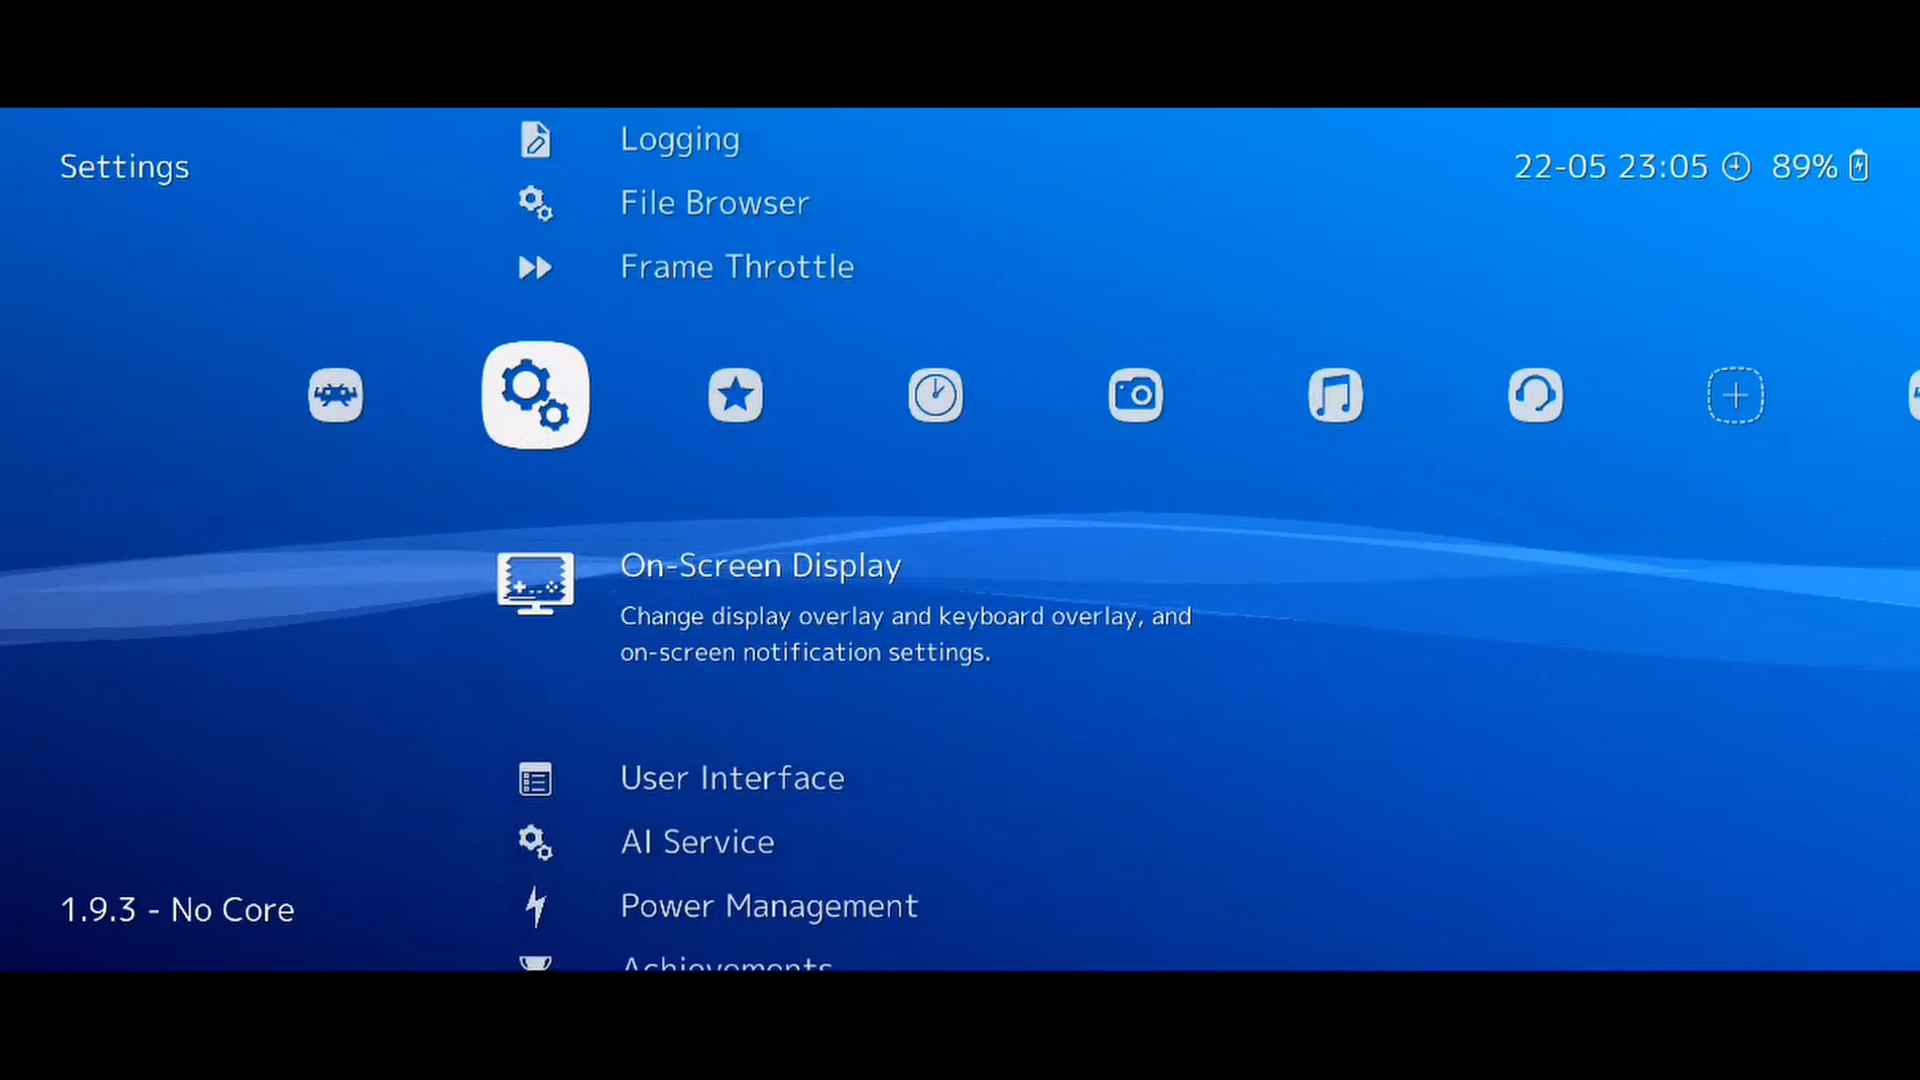 Logging
Settings
22-05 23:05 89%
File Browser
Frame Throttle
On-Screen Display
Change display overlay and keyboard overlay, and
on-screen notification settings.
User Interface
AI Service
Power Management
1.9.3 - No Core
Achievements